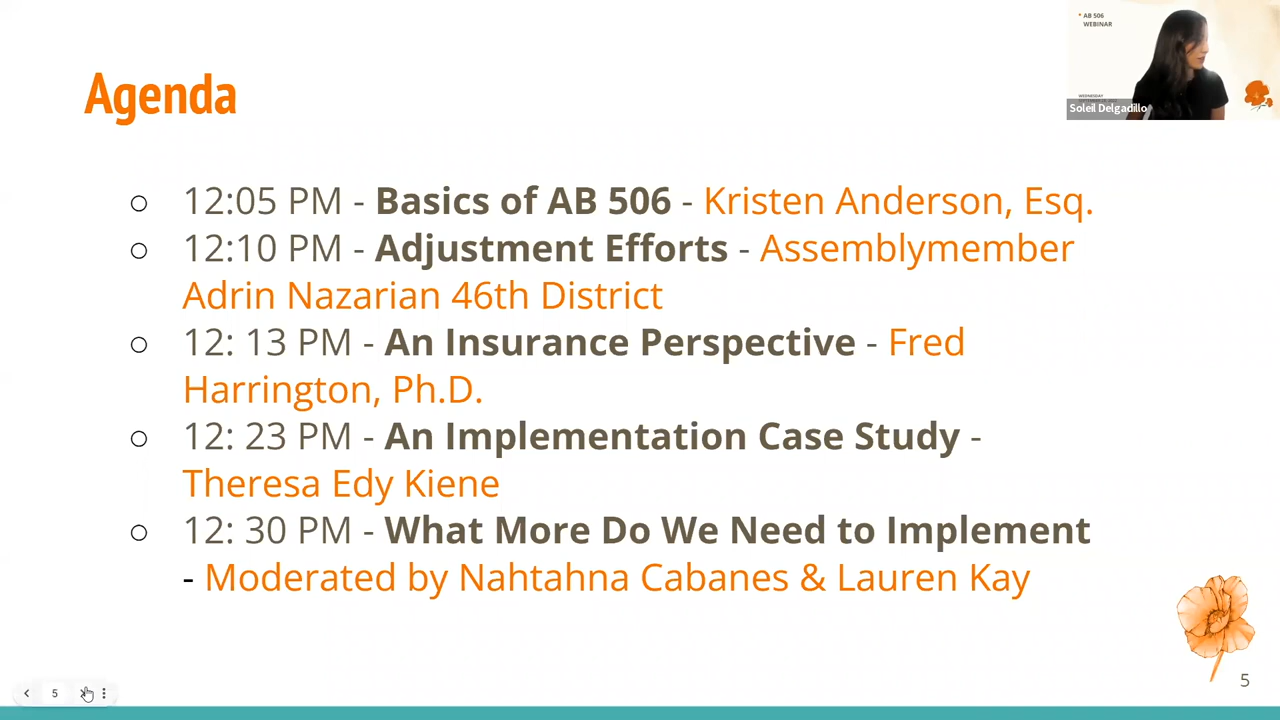 AB 506
WEBINAR
WEDNESDAY
Soleil Delgadillo
Agenda
12:05 PM - Basics of AB 506 - Kristen Anderson, Esq.
12:10 PM - Adjustment Efforts - Assemblymember
Adrin Nazarian 46th District
12: 13 PM - An Insurance Perspective - Fred
Harrington, Ph.D.
12: 23 PM - An Implementation Case Study -
Theresa Edy Kiene
12: 30 PM - What More Do We Need to Implement
- Moderated by Nahtahna Cabanes & Lauren Kay
5
5